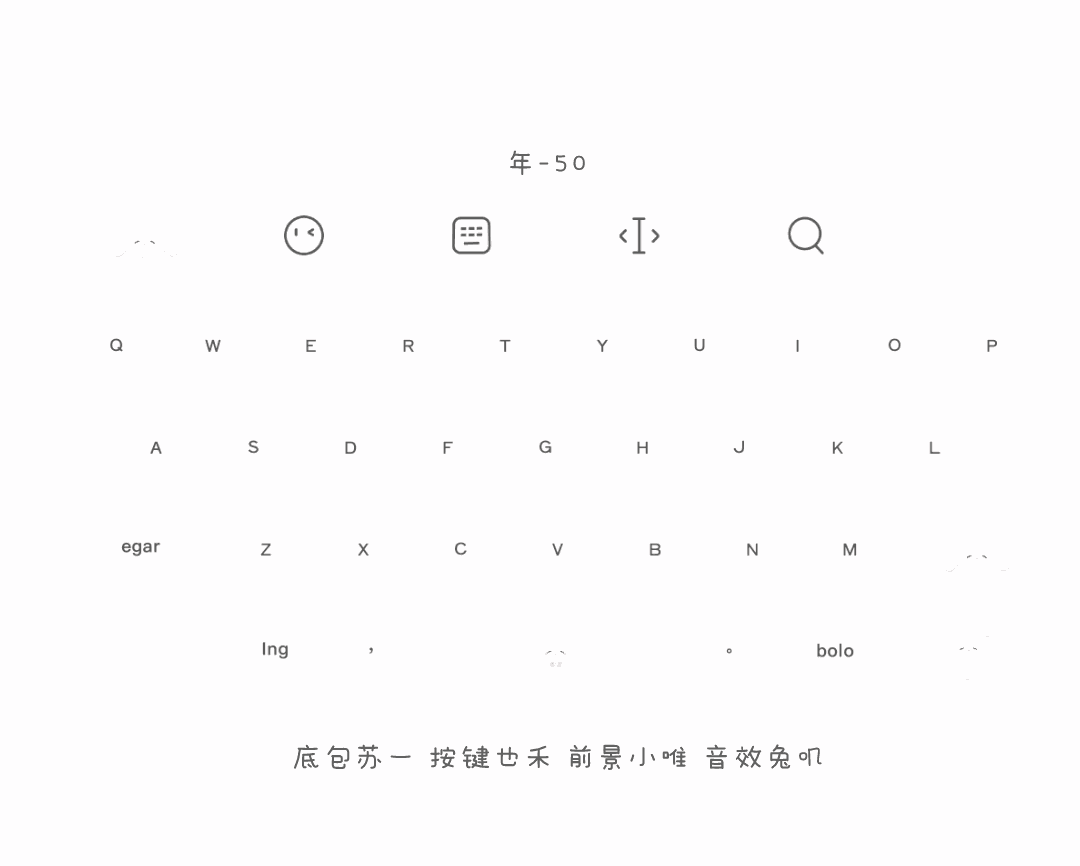 年-50
Q W E R T Y U I O P
A S D F G H J K L
egar Z X C V B N M
Ing , 。 bolo
底包苏一 按键也禾 前景小唯 音效兔叽